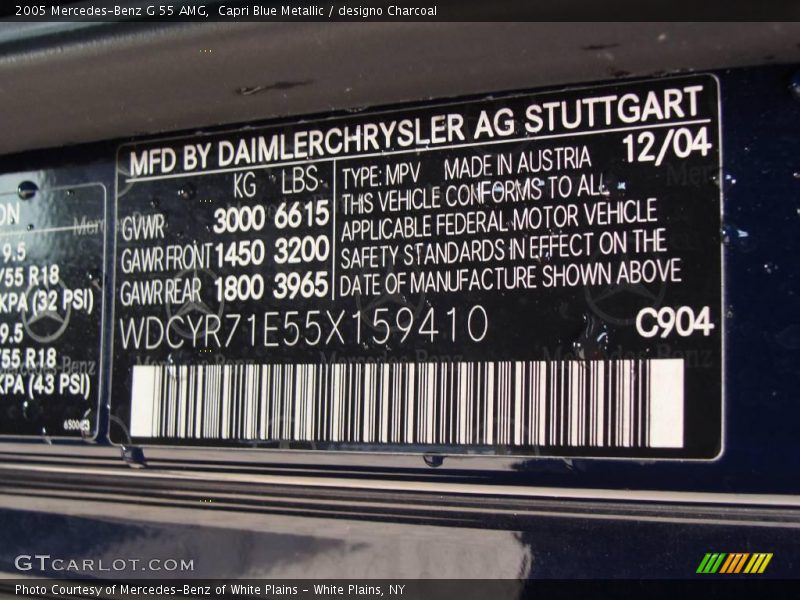 2005 Mercedes-Benz G 55 AMG, Capri Blue Metallic / designo Charcoal
MFD BY DAIMLERCHRYSLER AG STUTTGART
KG LBS
GVWR 3000 6615
GAWR FRONT 1450 3200
GAWR REAR 1800 3965
TYPE: MPV MADE IN AUSTRIA 12/04
THIS VEHICLE CONFORMS TO ALL
APPLICABLE FEDERAL MOTOR VEHICLE
SAFETY STANDARDS IN EFFECT ON THE
DATE OF MANUFACTURE SHOWN ABOVE
WDCYR71E55X159410 C904
ON
9.5
/55 R18
KPA (32 PSI)
9.5
/55 R18
KPA (43 PSI)
GTCARLOT.COM
Photo Courtesy of Mercedes-Benz of White Plains - White Plains, NY